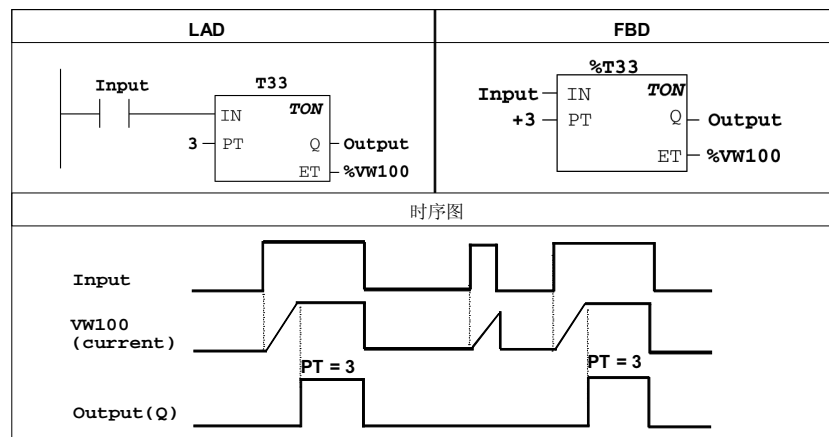 LAD
FBD
Input
T33
IN
TON
3
PT
Q
Output
ET
%VW100
%T33
Input
IN
TON
+3
PT
Q
Output
ET
%VW100
时序图
Input
VW100
(current)
PT = 3
PT = 3
Output(Q)